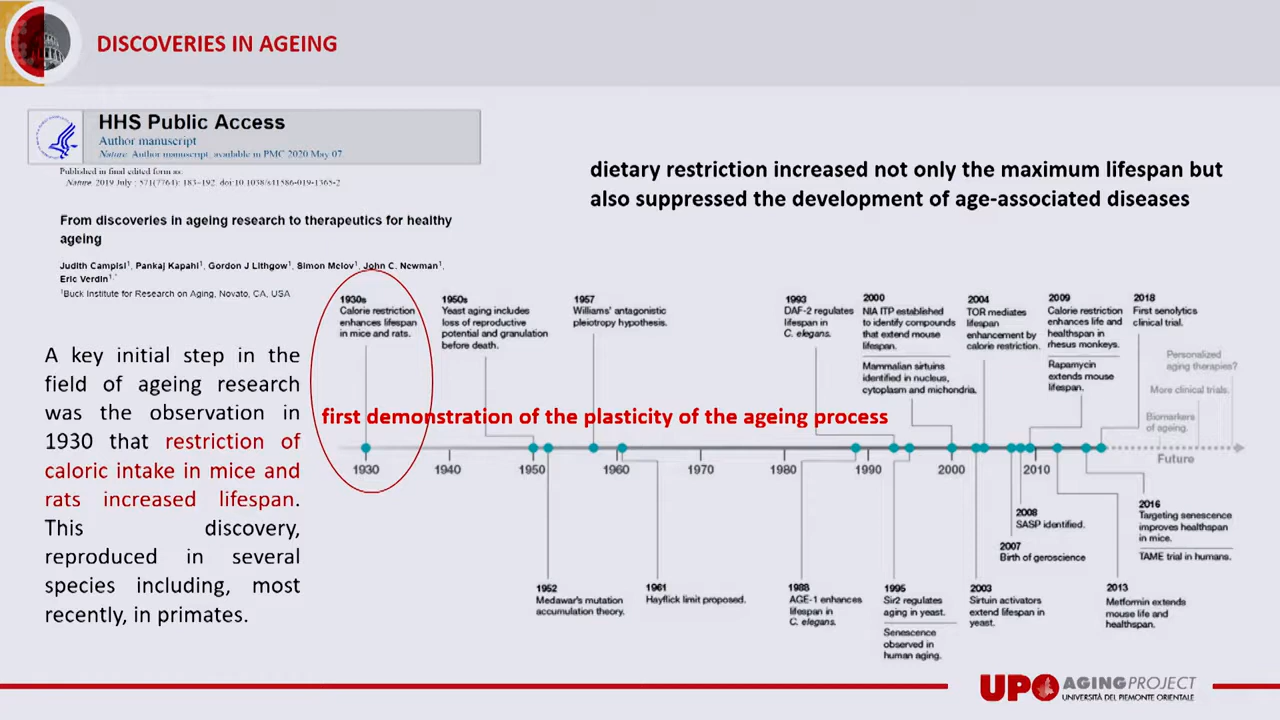 DISCOVERIES IN AGEING
HHS Public Access
Author manuscript
Nature. Author manuscript; available in PMC 2020 May 07.
Published in final edited form as:
Nature. 2019 July ; 571(7764): 183–192. doi:10.1038/s41586-019-1365-2
From discoveries in ageing research to therapeutics for healthy
ageing
Judith Campisi1, Pankaj Kapahi1, Gordon J Lithgow1, Simon Melov1, John C. Newman1,
Eric Verdin1,*
1Buck Institute for Research on Aging, Novato, CA, USA
dietary restriction increased not only the maximum lifespan but
also suppressed the development of age-associated diseases
A key initial step in the
field of ageing research
was the observation in
1930 that restriction of
caloric intake in mice and
rats increased lifespan.
This discovery,
reproduced in several
species including, most
recently, in primates.
1930s
Calorie restriction
enhances lifespan
in mice and rats.
1950s
Yeast aging includes
loss of reproductive
potential and granulation
before death.
1957
Williams' antagonistic
pleiotropy hypothesis.
1993
DAF-2 regulates
lifespan in
C. elegans.
2000
NIA ITP established
to identify compounds
that extend mouse
lifespan.
Mammalian sirtuins
identified in nucleus,
cytoplasm and michondria.
2004
TOR mediates
lifespan
enhancement by
calorie restriction.
2009
Calorie restriction
enhances life and
healthspan in
rhesus monkeys.
Rapamycin
extends mouse
lifespan.
2018
First senolytics
clinical trial.
Personalized
aging therapies?
More clinical trials.
Biomarkers
of ageing.
first demonstration of the plasticity of the ageing process
1930 1940 1950 1960 1970 1980 1990 2000 2010 Future
1952
Medawar's mutation
accumulation theory.
1961
Hayflick limit proposed.
1988
AGE-1 enhances
lifespan in
C. elegans.
1995
Sir2 regulates
aging in yeast.
Senescence
observed in
human aging.
2003
Sirtuin activators
extend lifespan in
yeast.
2007
Birth of geroscience
2008
SASP identified.
2013
Metformin extends
mouse life and
healthspan.
2016
Targeting senescence
improves healthspan
in mice.
TAME trial in humans.
UPO AGINGPROJECT
UNIVERSITÀ DEL PIEMONTE ORIENTALE